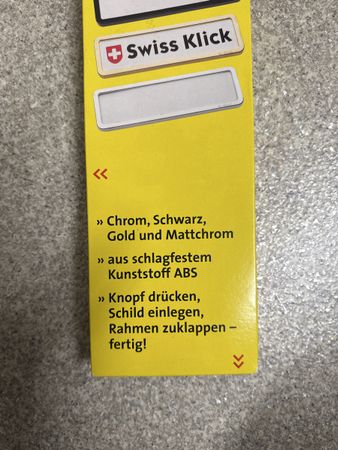 Swiss Klick
«
» Chrom, Schwarz,
Gold und Mattchrom
» aus schlagfestem
Kunststoff ABS
» Knopf drücken,
Schild einlegen,
Rahmen zuklappen –
fertig!
»